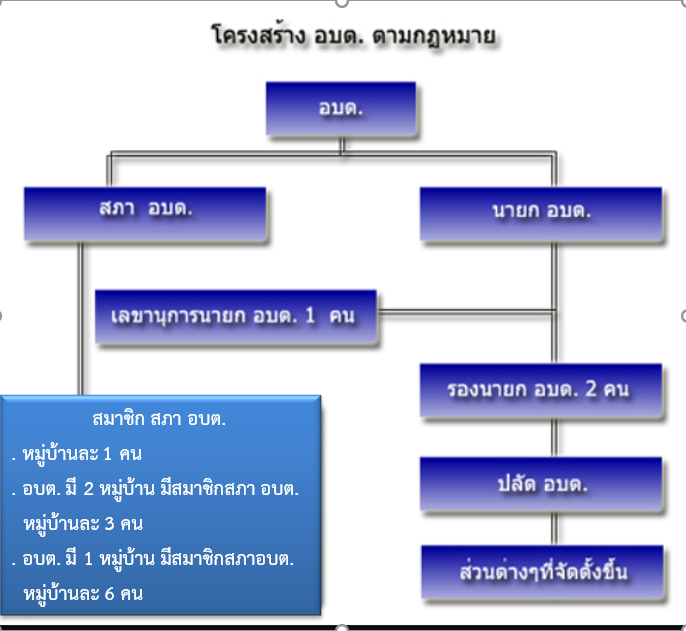 โครงสร้าง อบต. ตามกฎหมาย
อบต.
สภา อบต.
นายก อบต.
เลขานุการนายก อบต. 1 คน
รองนายก อบต. 2 คน
ปลัด อบต.
ส่วนต่างๆที่จัดตั้งขึ้น
สมาชิก สภา อบต.
. หมู่บ้านละ 1 คน
. อบต. มี 2 หมู่บ้าน มีสมาชิกสภา อบต.
หมู่บ้านละ 3 คน
. อบต. มี 1 หมู่บ้าน มีสมาชิกสภาอบต.
หมู่บ้านละ 6 คน